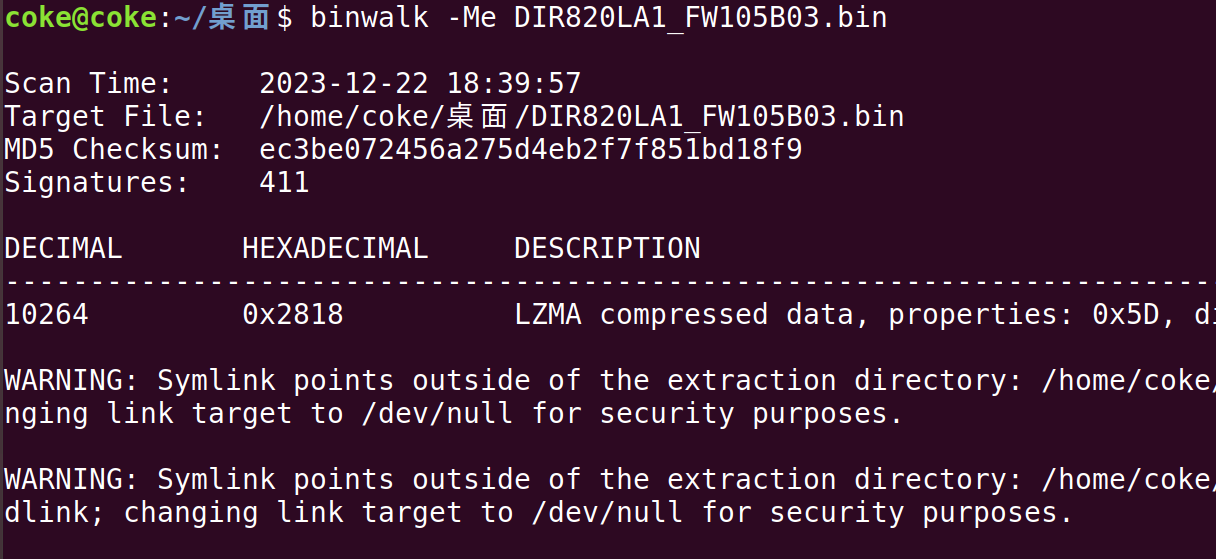 coke@coke:~/桌面$ binwalk -Me DIR820LA1_FW105B03.bin
Scan Time:     2023-12-22 18:39:57
Target File:   /home/coke/桌面/DIR820LA1_FW105B03.bin
MD5 Checksum:  ec3be072456a275d4eb2f7f851bd18f9
Signatures:    411
DECIMAL       HEXADECIMAL     DESCRIPTION
--------------------------------------------------------------------------------
10264         0x2818          LZMA compressed data, properties: 0x5D, di
WARNING: Symlink points outside of the extraction directory: /home/coke/
nging link target to /dev/null for security purposes.
WARNING: Symlink points outside of the extraction directory: /home/coke/
dlink; changing link target to /dev/null for security purposes.